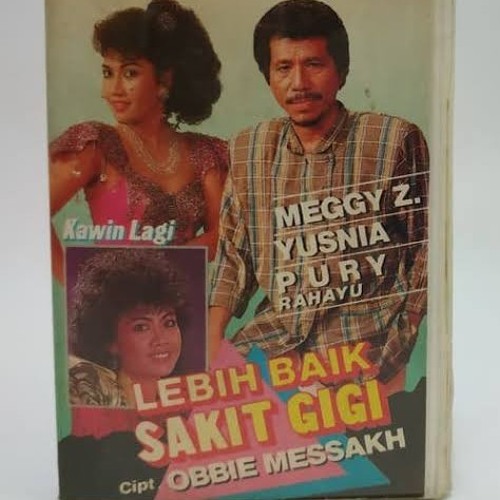 Kawin Lagi
MEGGY Z.
YUSNIA
PURY
RAHAYU
LEBIH BAIK
SAKIT GIGI
Cipt. OBBIE MESSAKH